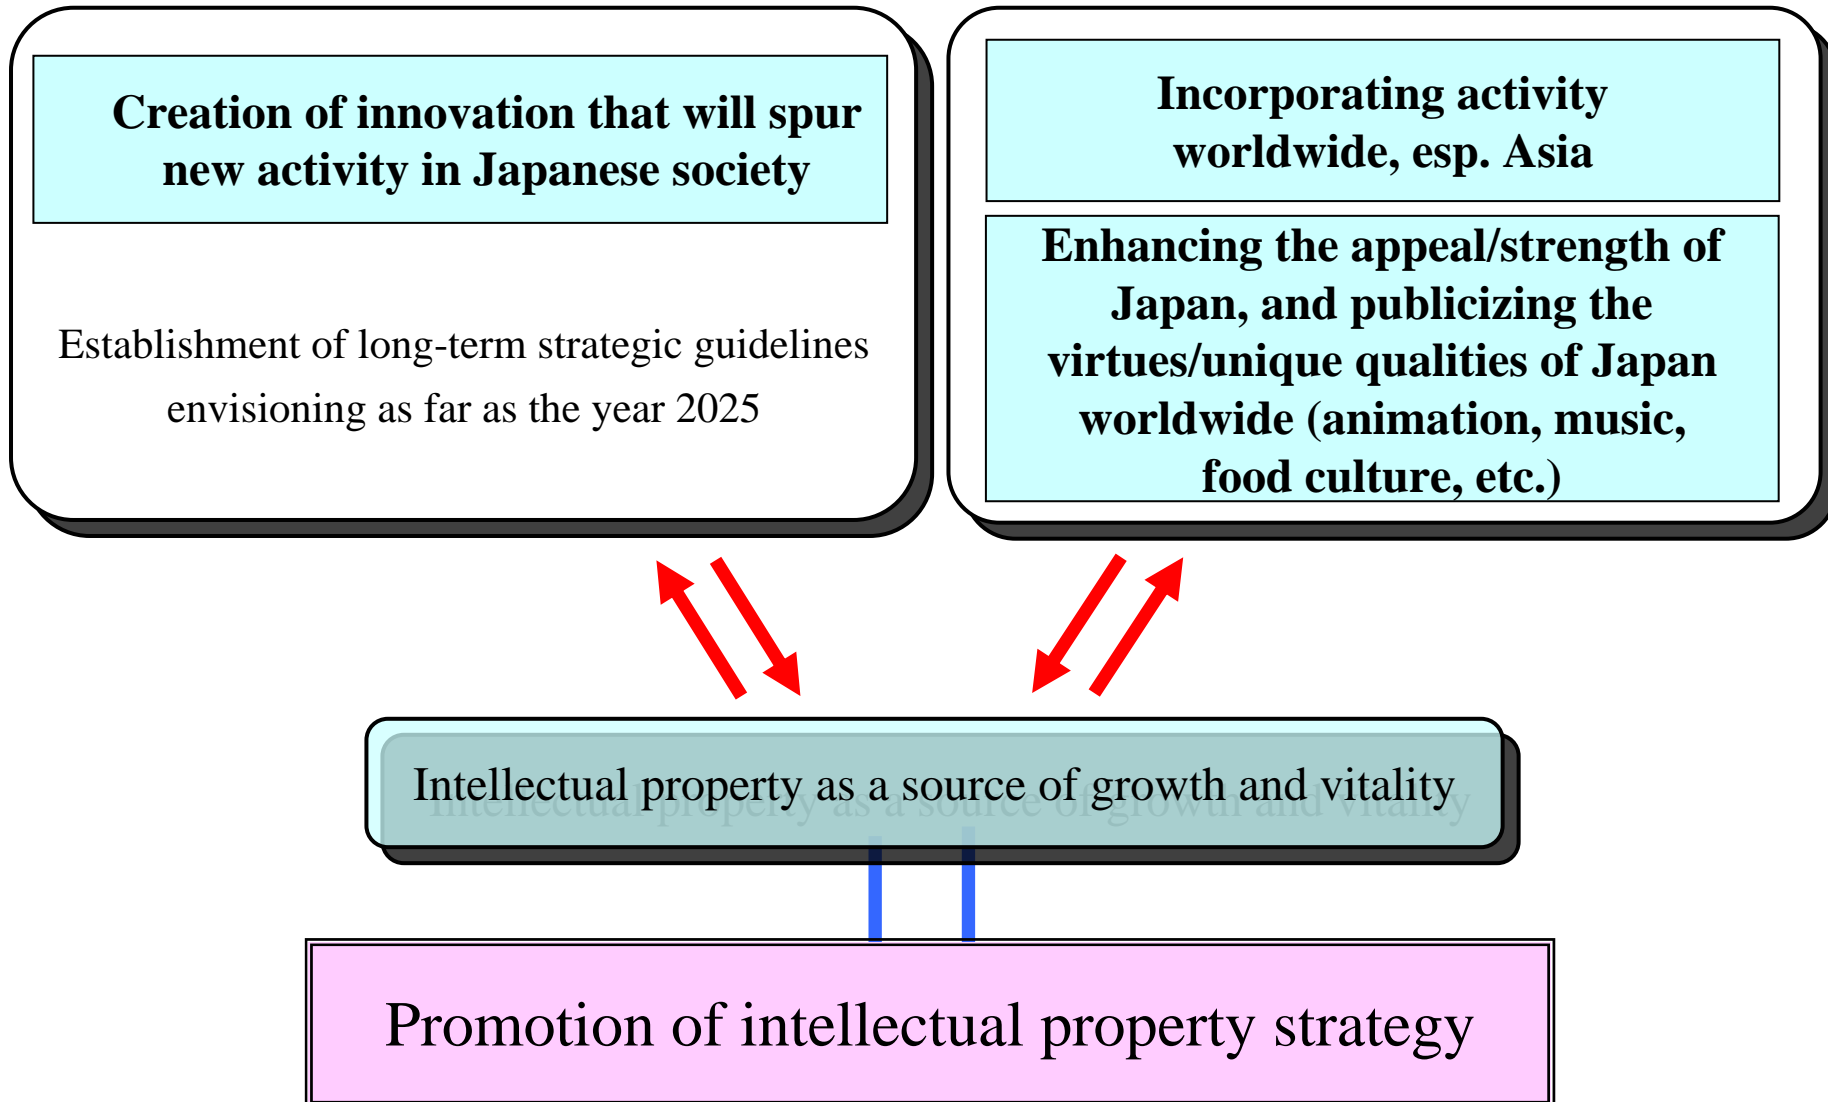 Creation of innovation that will spur
new activity in Japanese society
Establishment of long-term strategic guidelines
envisioning as far as the year 2025
Incorporating activity
worldwide, esp. Asia
Enhancing the appeal/strength of
Japan, and publicizing the
virtues/unique qualities of Japan
worldwide (animation, music,
food culture, etc.)
Intellectual property as a source of growth and vitality
Promotion of intellectual property strategy